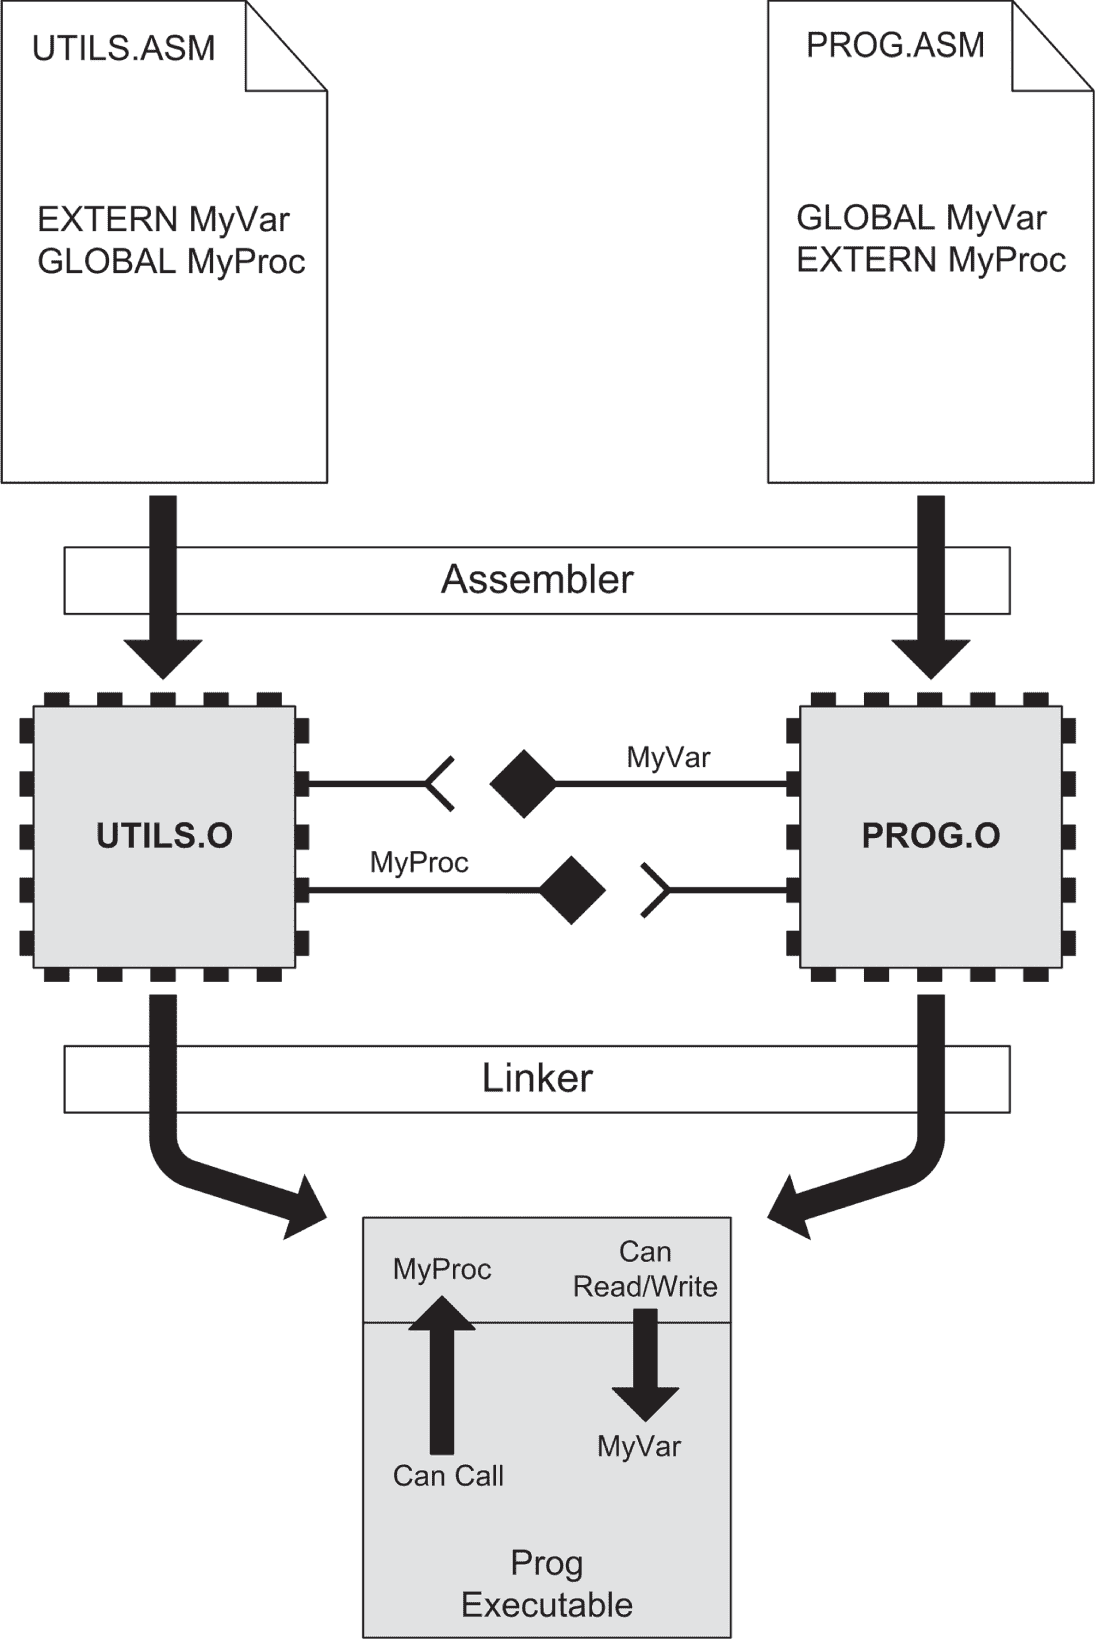 UTILS.ASM
EXTERN MyVar
GLOBAL MyProc
PROG.ASM
GLOBAL MyVar
EXTERN MyProc
Assembler
UTILS.O
MyVar
MyProc
PROG.O
Linker
MyProc
Can
Read/Write
Can Call
MyVar
Prog
Executable